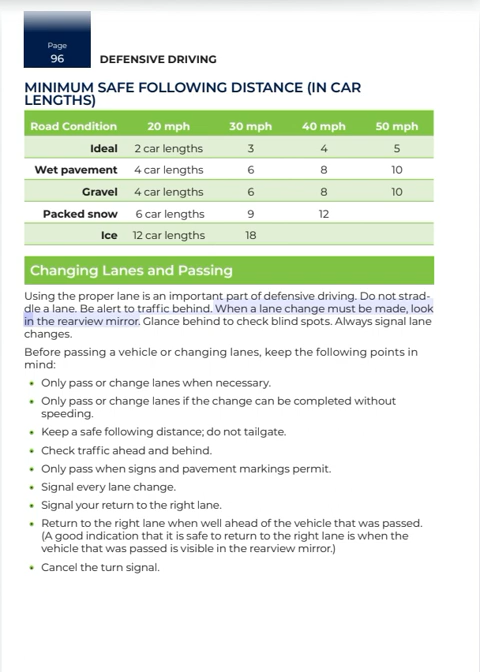 Page
96
DEFENSIVE DRIVING
MINIMUM SAFE FOLLOWING DISTANCE (IN CAR
LENGTHS)
Road Condition 20 mph 30 mph 40 mph 50 mph
Ideal 2 car lengths 3 4 5
Wet pavement 4 car lengths 6 8 10
Gravel 4 car lengths 6 8 10
Packed snow 6 car lengths 9 12
Ice 12 car lengths 18
Changing Lanes and Passing
Using the proper lane is an important part of defensive driving. Do not strad-
dle a lane. Be alert to traffic behind. When a lane change must be made, look
in the rearview mirror. Glance behind to check blind spots. Always signal lane
changes.
Before passing a vehicle or changing lanes, keep the following points in
mind:
• Only pass or change lanes when necessary.
• Only pass or change lanes if the change can be completed without
speeding.
• Keep a safe following distance; do not tailgate.
• Check traffic ahead and behind.
• Only pass when signs and pavement markings permit.
• Signal every lane change.
• Signal your return to the right lane.
• Return to the right lane when well ahead of the vehicle that was passed.
(A good indication that it is safe to return to the right lane is when the
vehicle that was passed is visible in the rearview mirror.)
• Cancel the turn signal.